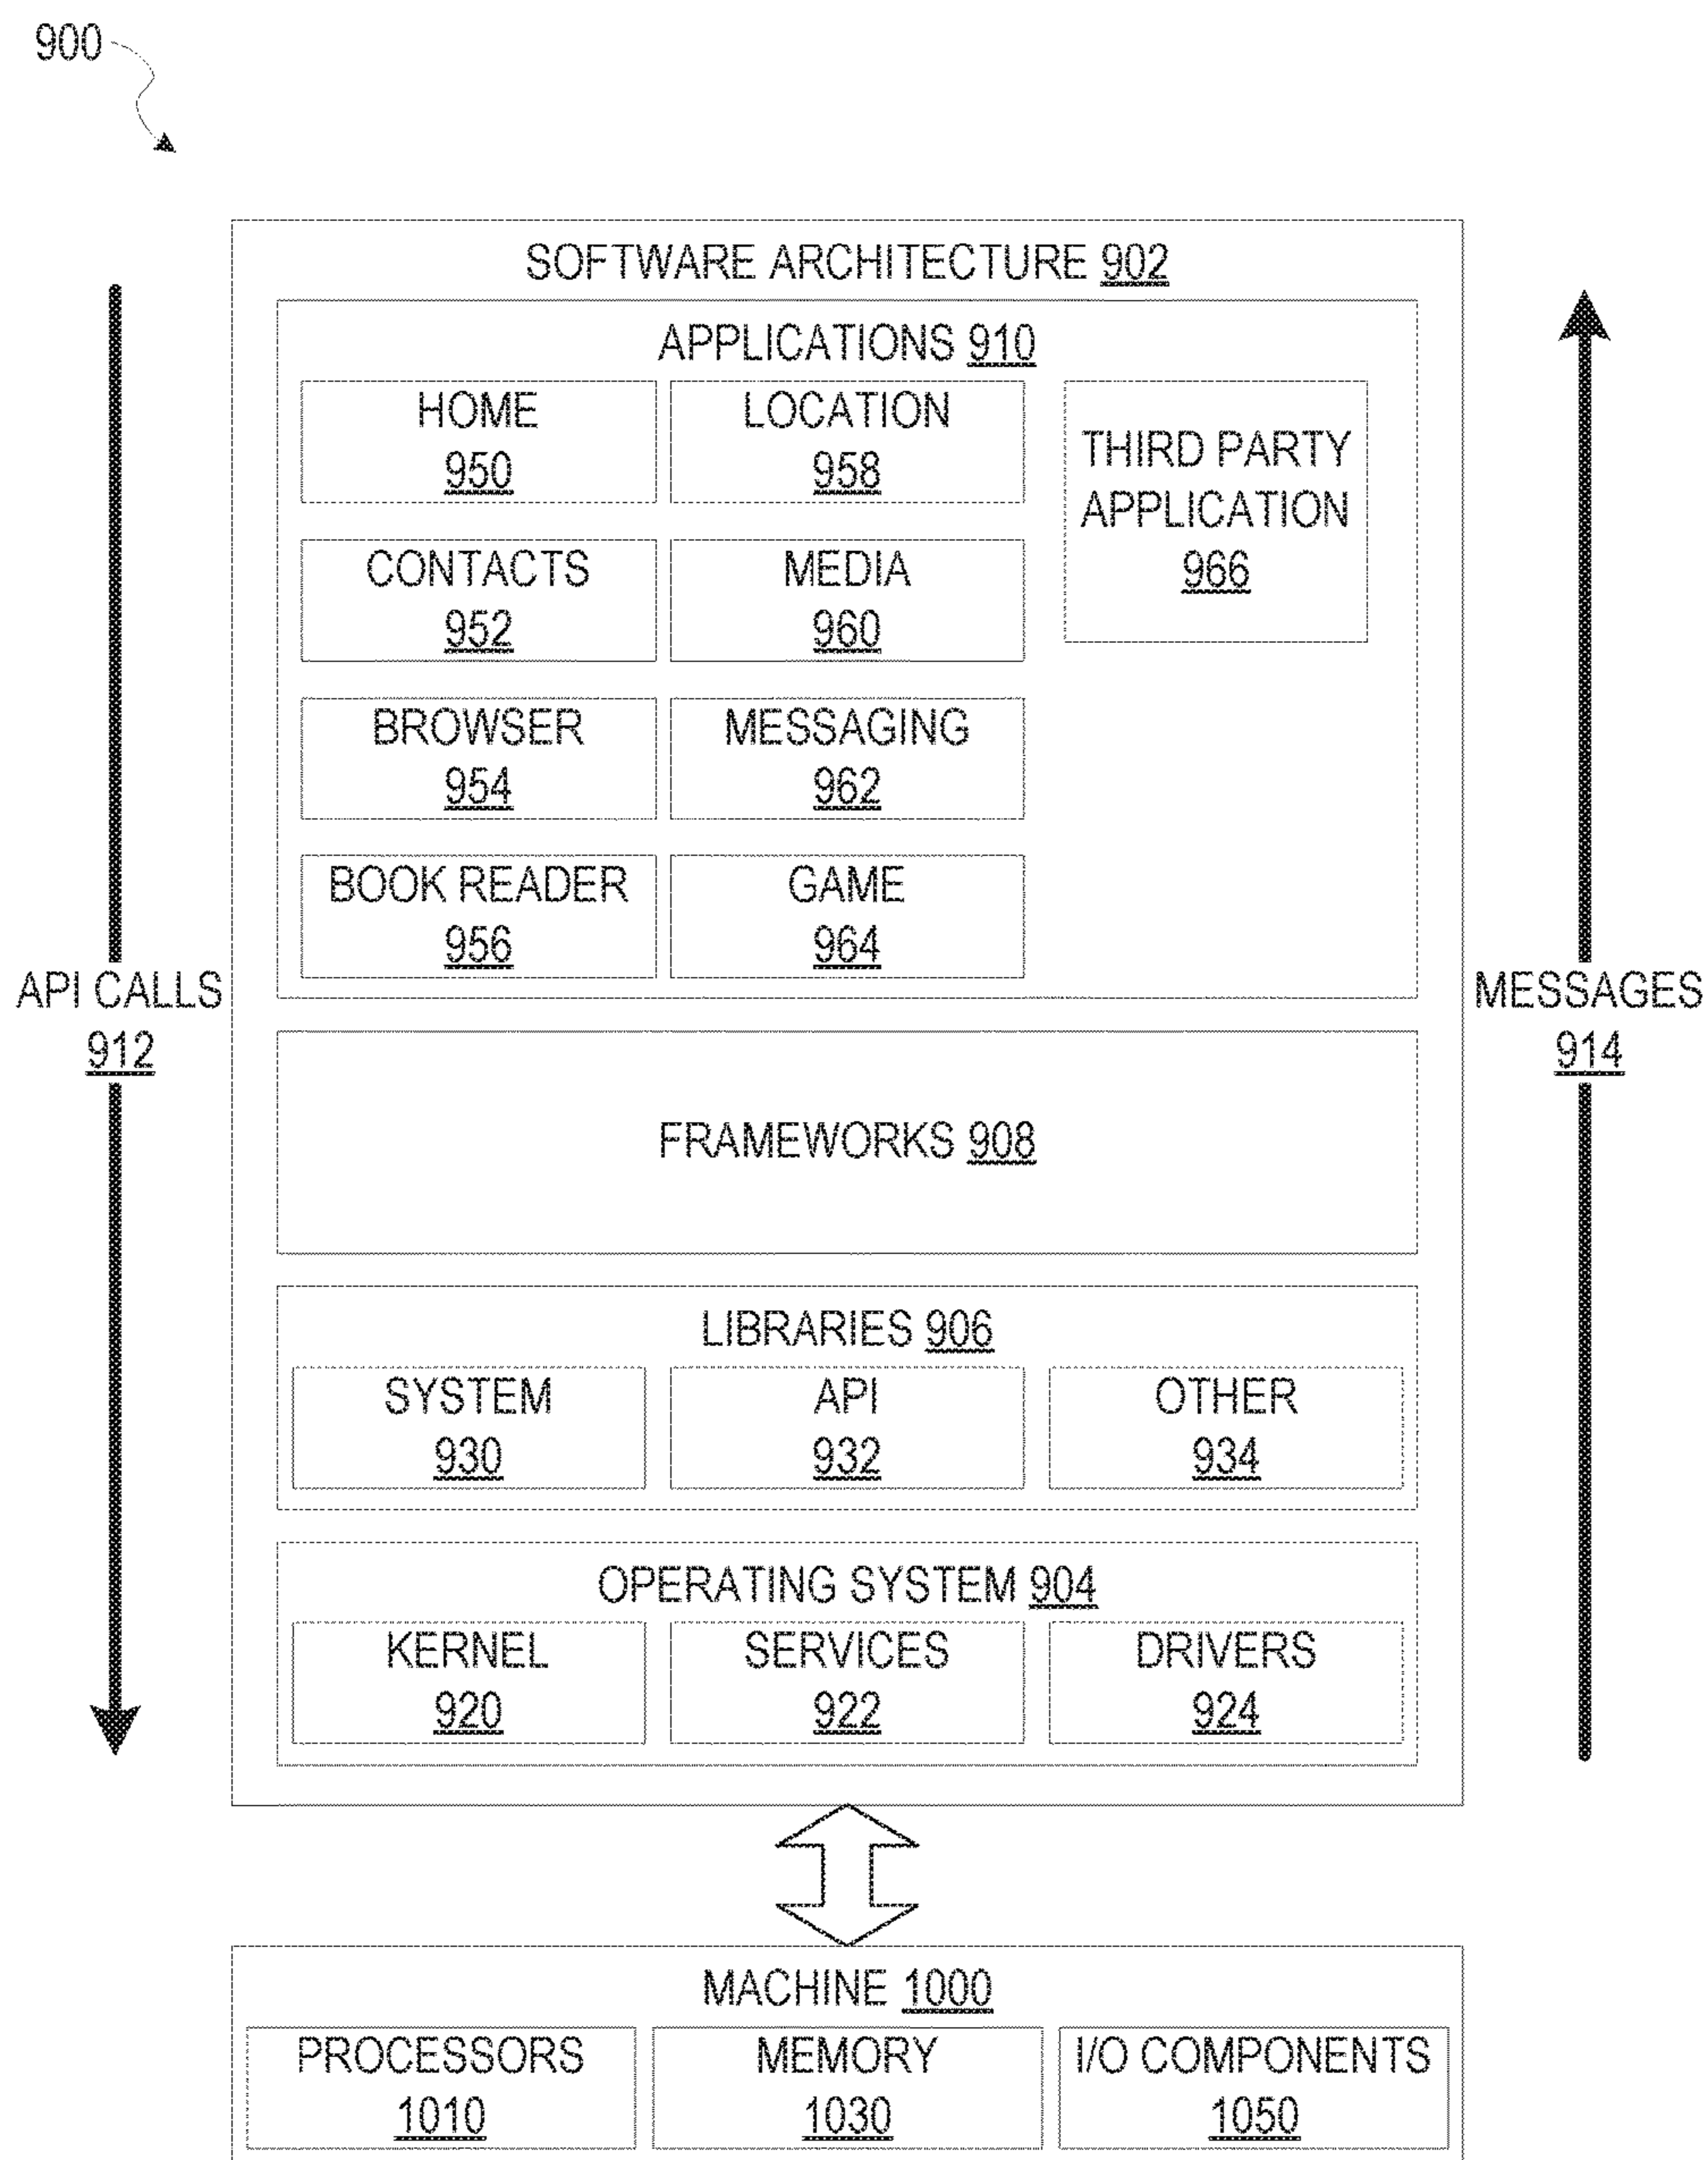 900
SOFTWARE ARCHITECTURE 902
APPLICATIONS 910
HOME
950
LOCATION
958
THIRD PARTY
APPLICATION
966
CONTACTS
952
MEDIA
960
BROWSER
954
MESSAGING
962
BOOK READER
956
GAME
964
API CALLS
912
MESSAGES
914
FRAMEWORKS 908
LIBRARIES 906
SYSTEM
930
API
932
OTHER
934
OPERATING SYSTEM 904
KERNEL
920
SERVICES
922
DRIVERS
924
MACHINE 1000
PROCESSORS
1010
MEMORY
1030
I/O COMPONENTS
1050